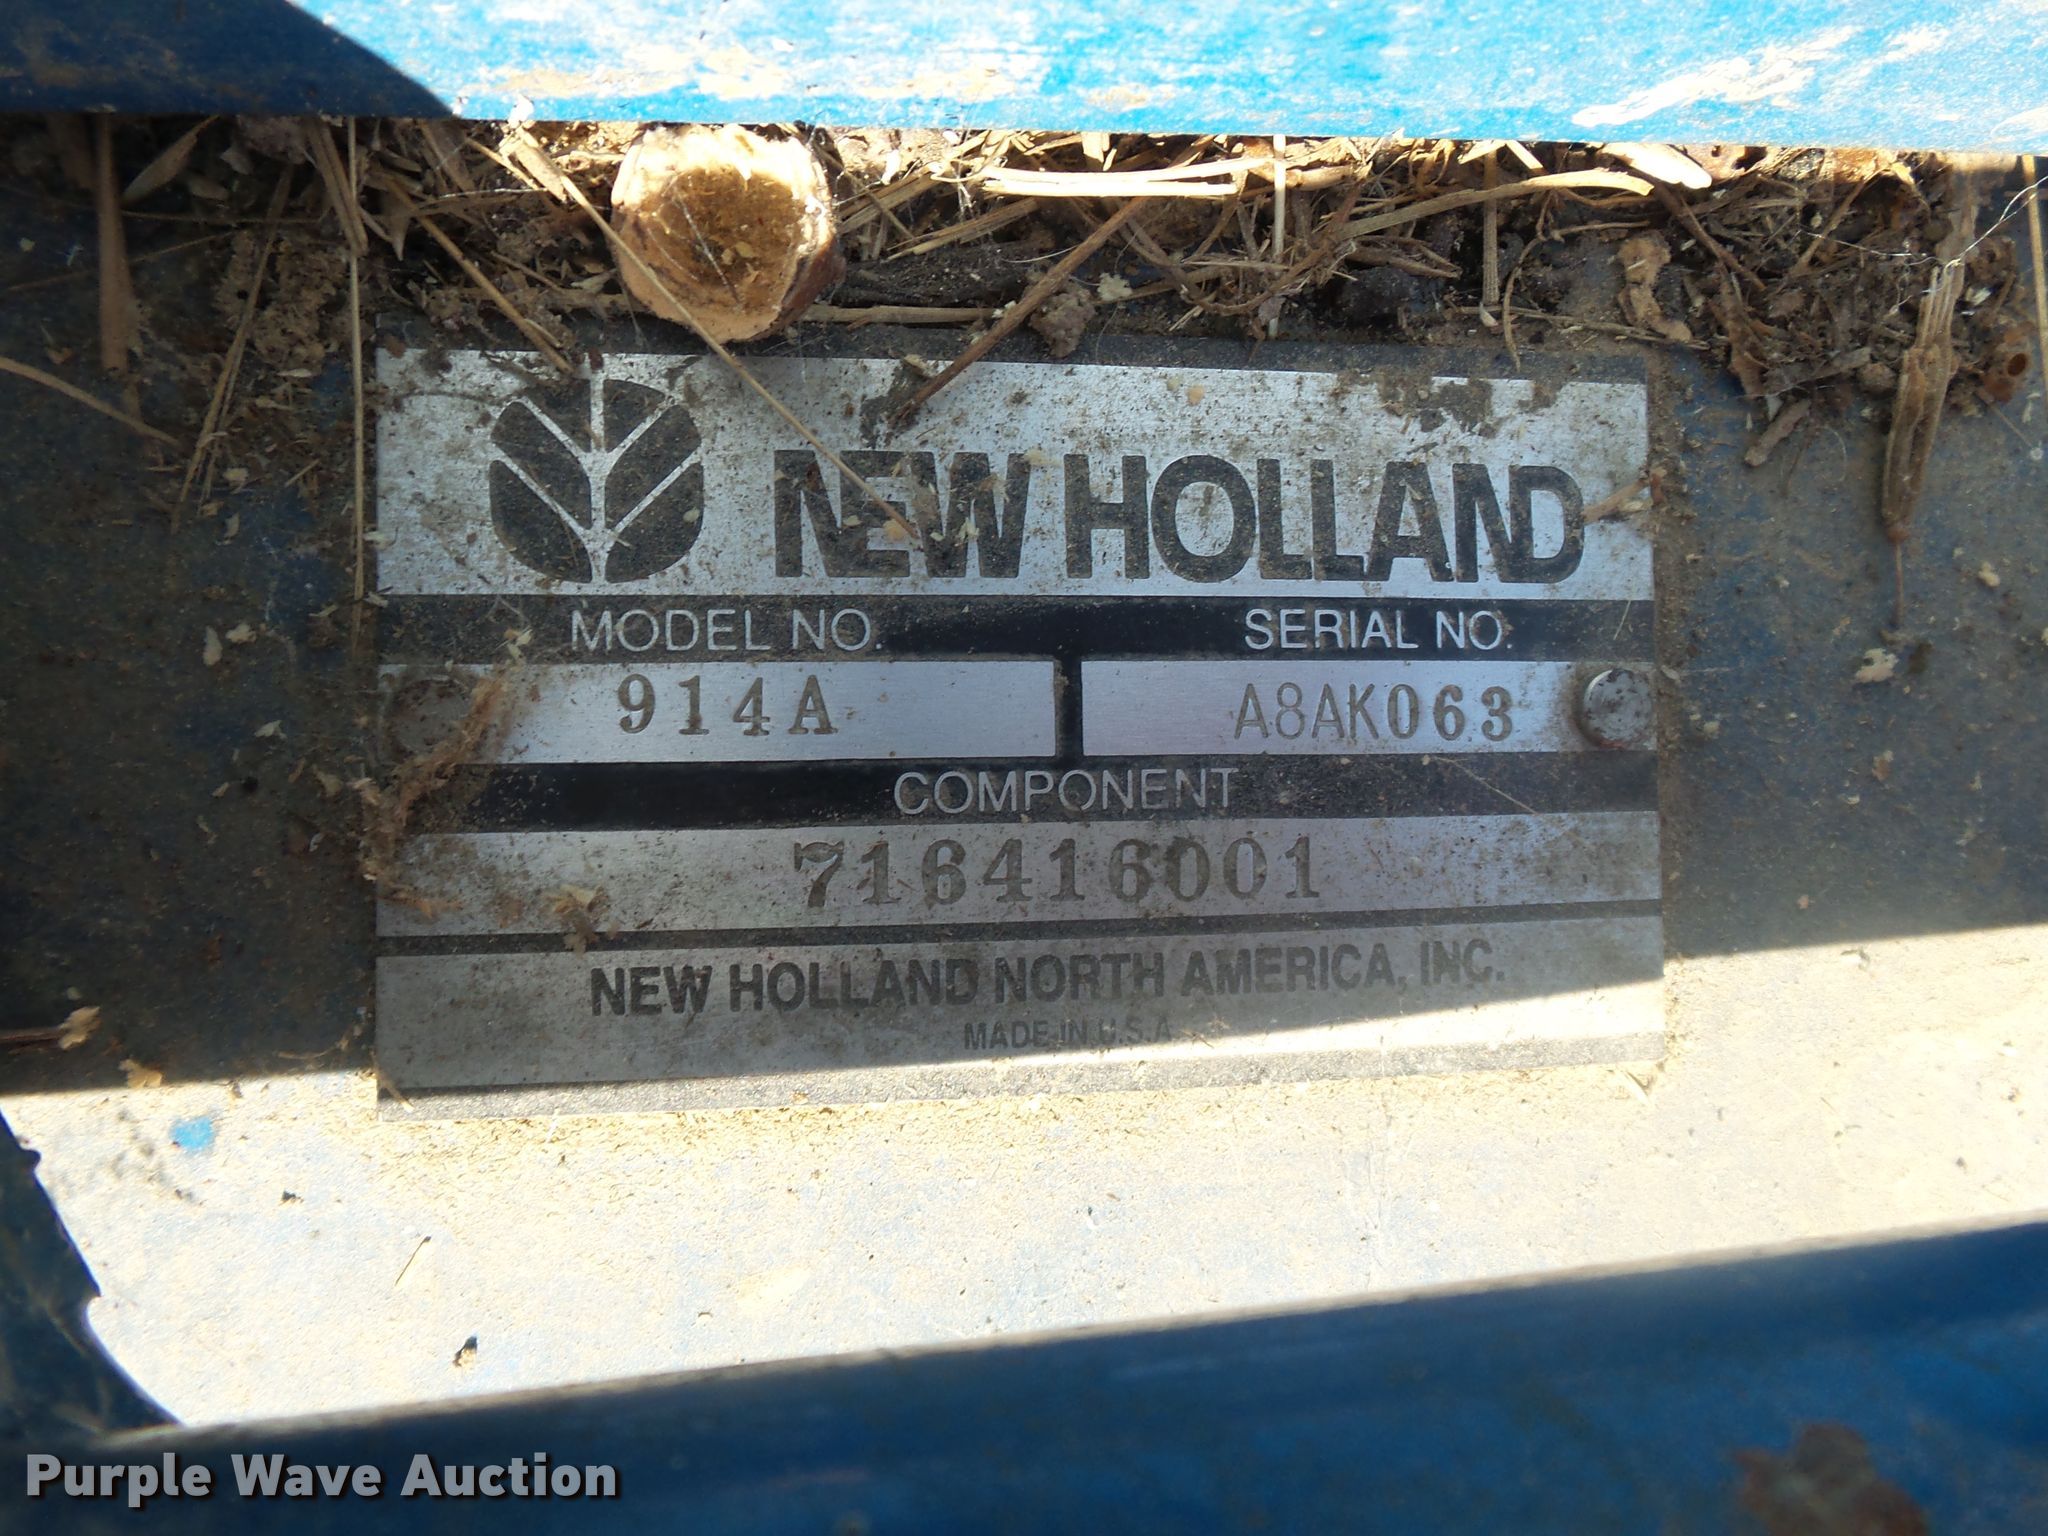 NEW HOLLAND
MODEL NO. SERIAL NO.
914A A8AK063
COMPONENT
716416001
NEW HOLLAND NORTH AMERICA, INC.
MADE IN U.S.A.
Purple Wave Auction